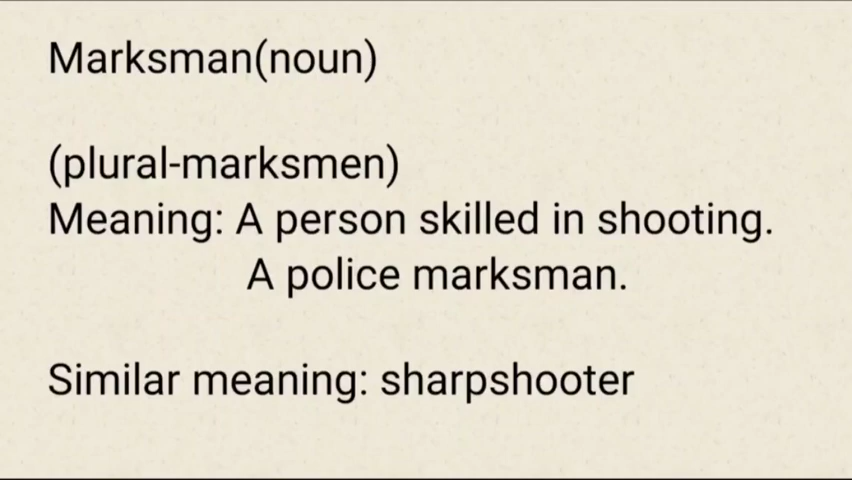 Marksman(noun)
(plural-marksmen)
Meaning: A person skilled in shooting.
A police marksman.
Similar meaning: sharpshooter